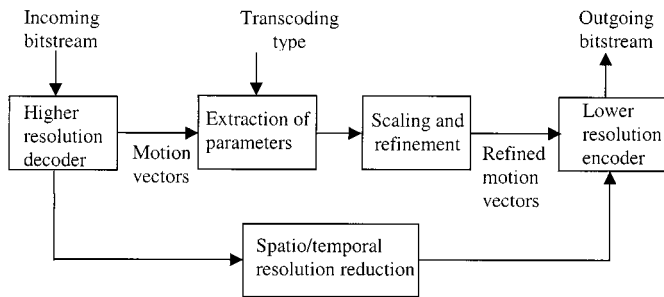 Incoming
bitstream
Transcoding
type
Outgoing
bitstream
Higher
resolution
decoder
Motion
vectors
Extraction of
parameters
Scaling and
refinement
Refined
motion
vectors
Lower
resolution
encoder
Spatio/temporal
resolution reduction